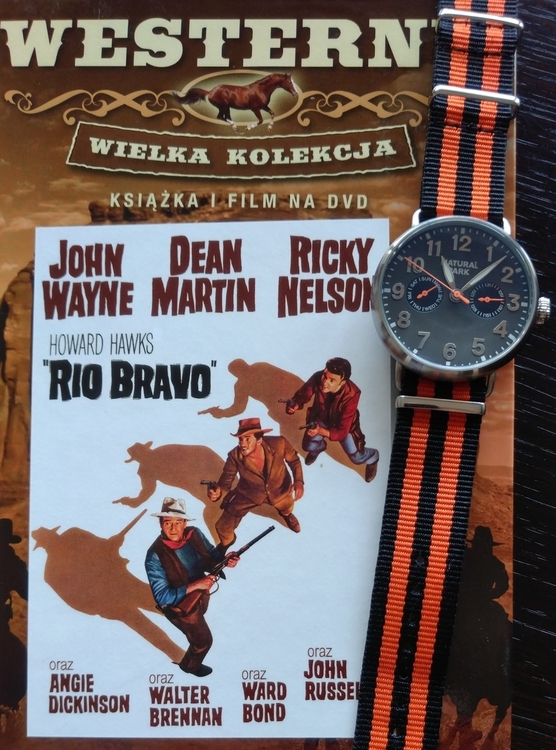 WESTERN
WIELKA KOLEKCJA
KSIĄŻKA I FILM NA DVD
JOHN WAYNE
DEAN MARTIN
RICKY NELSON
HOWARD HAWKS
"RIO BRAVO"
oraz
ANGIE
DICKINSON
oraz
WALTER
BRENNAN
oraz
WARD
BOND
oraz
JOHN
RUSSEL
NATURAL
PARK
12
1
2
3
4
5
6
7
8
9
10
11